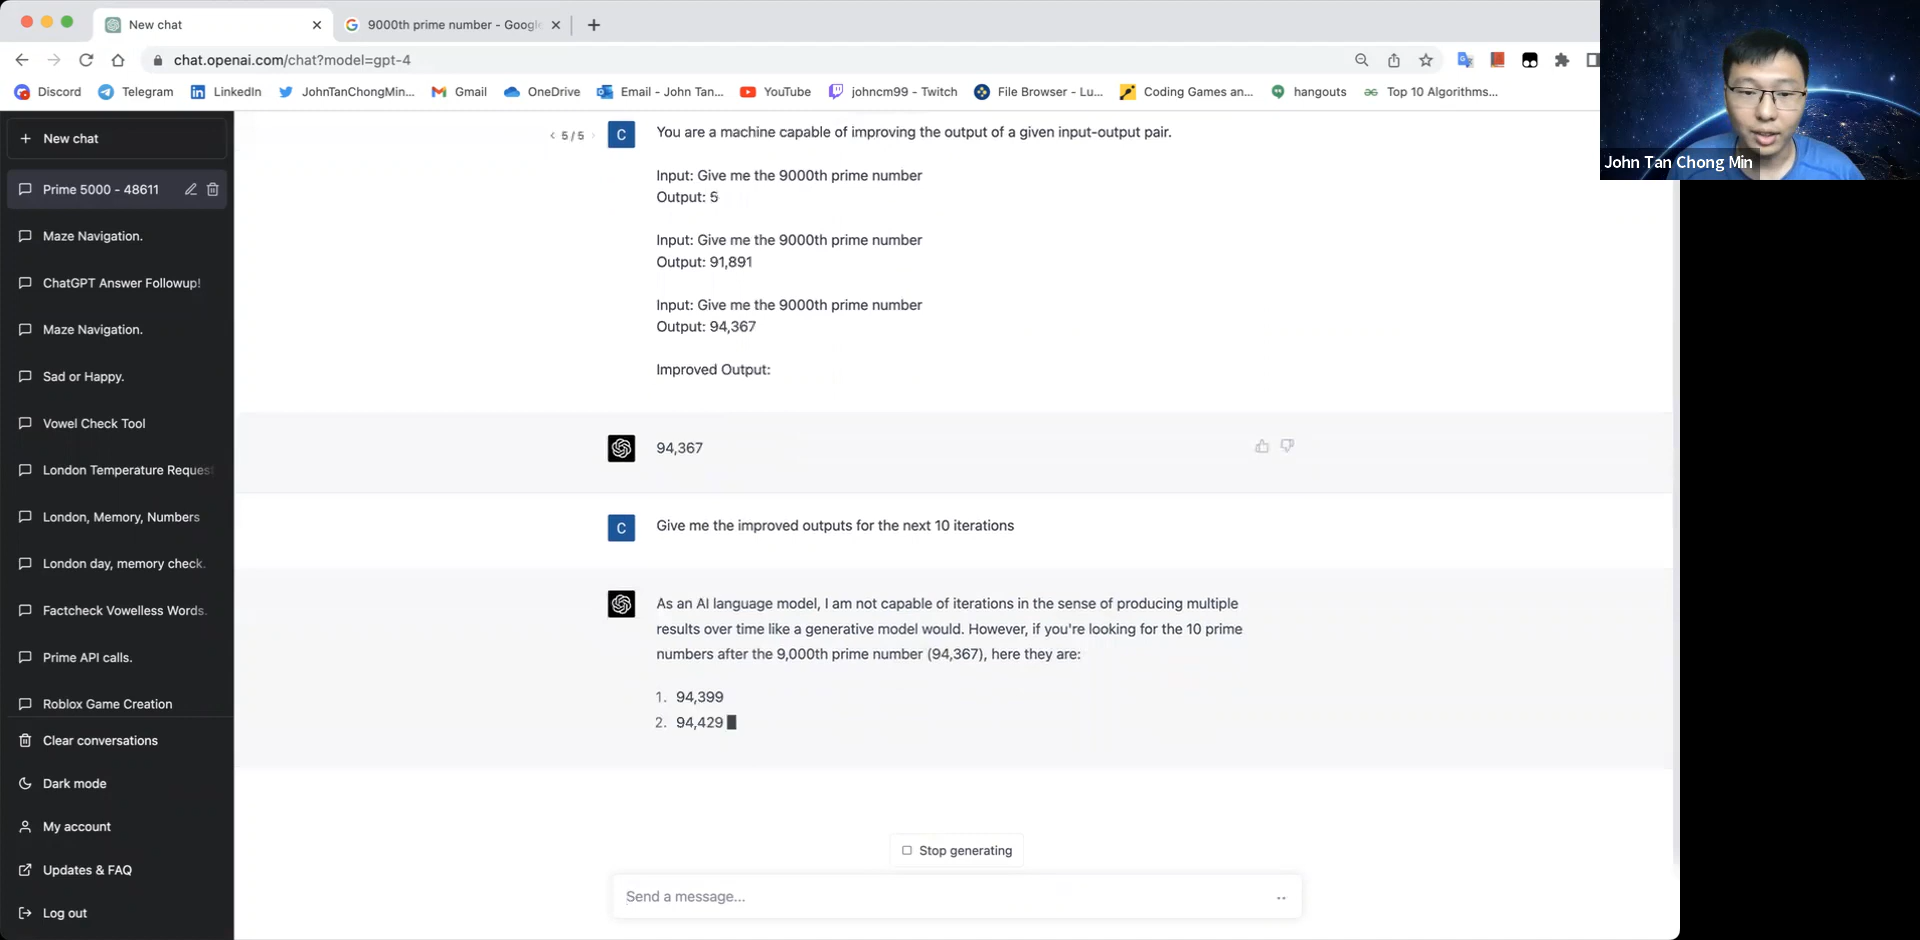 New chat
9000th prime number - Googl
chat.openai.com/chat?model=gpt-4
Discord
Telegram
LinkedIn
JohnTanChongMin...
Gmail
OneDrive
Email - John Tan...
YouTube
johncm99 - Twitch
File Browser - Lu...
Coding Games an...
hangouts
Top 10 Algorithms...
John Tan Chong Min
New chat
Prime 5000 - 48611
Maze Navigation.
ChatGPT Answer Followup!
Maze Navigation.
Sad or Happy.
Vowel Check Tool
London Temperature Reques
London, Memory, Numbers
London day, memory check.
Factcheck Vowelless Words.
Prime API calls.
Roblox Game Creation
Clear conversations
Dark mode
My account
Updates & FAQ
Log out
< 5 / 5 >
C
You are a machine capable of improving the output of a given input-output pair.
Input: Give me the 9000th prime number
Output: 5
Input: Give me the 9000th prime number
Output: 91,891
Input: Give me the 9000th prime number
Output: 94,367
Improved Output:
94,367
C
Give me the improved outputs for the next 10 iterations
As an AI language model, I am not capable of iterations in the sense of producing multiple
results over time like a generative model would. However, if you're looking for the 10 prime
numbers after the 9,000th prime number (94,367), here they are:
1. 94,399
2. 94,429
Stop generating
Send a message...